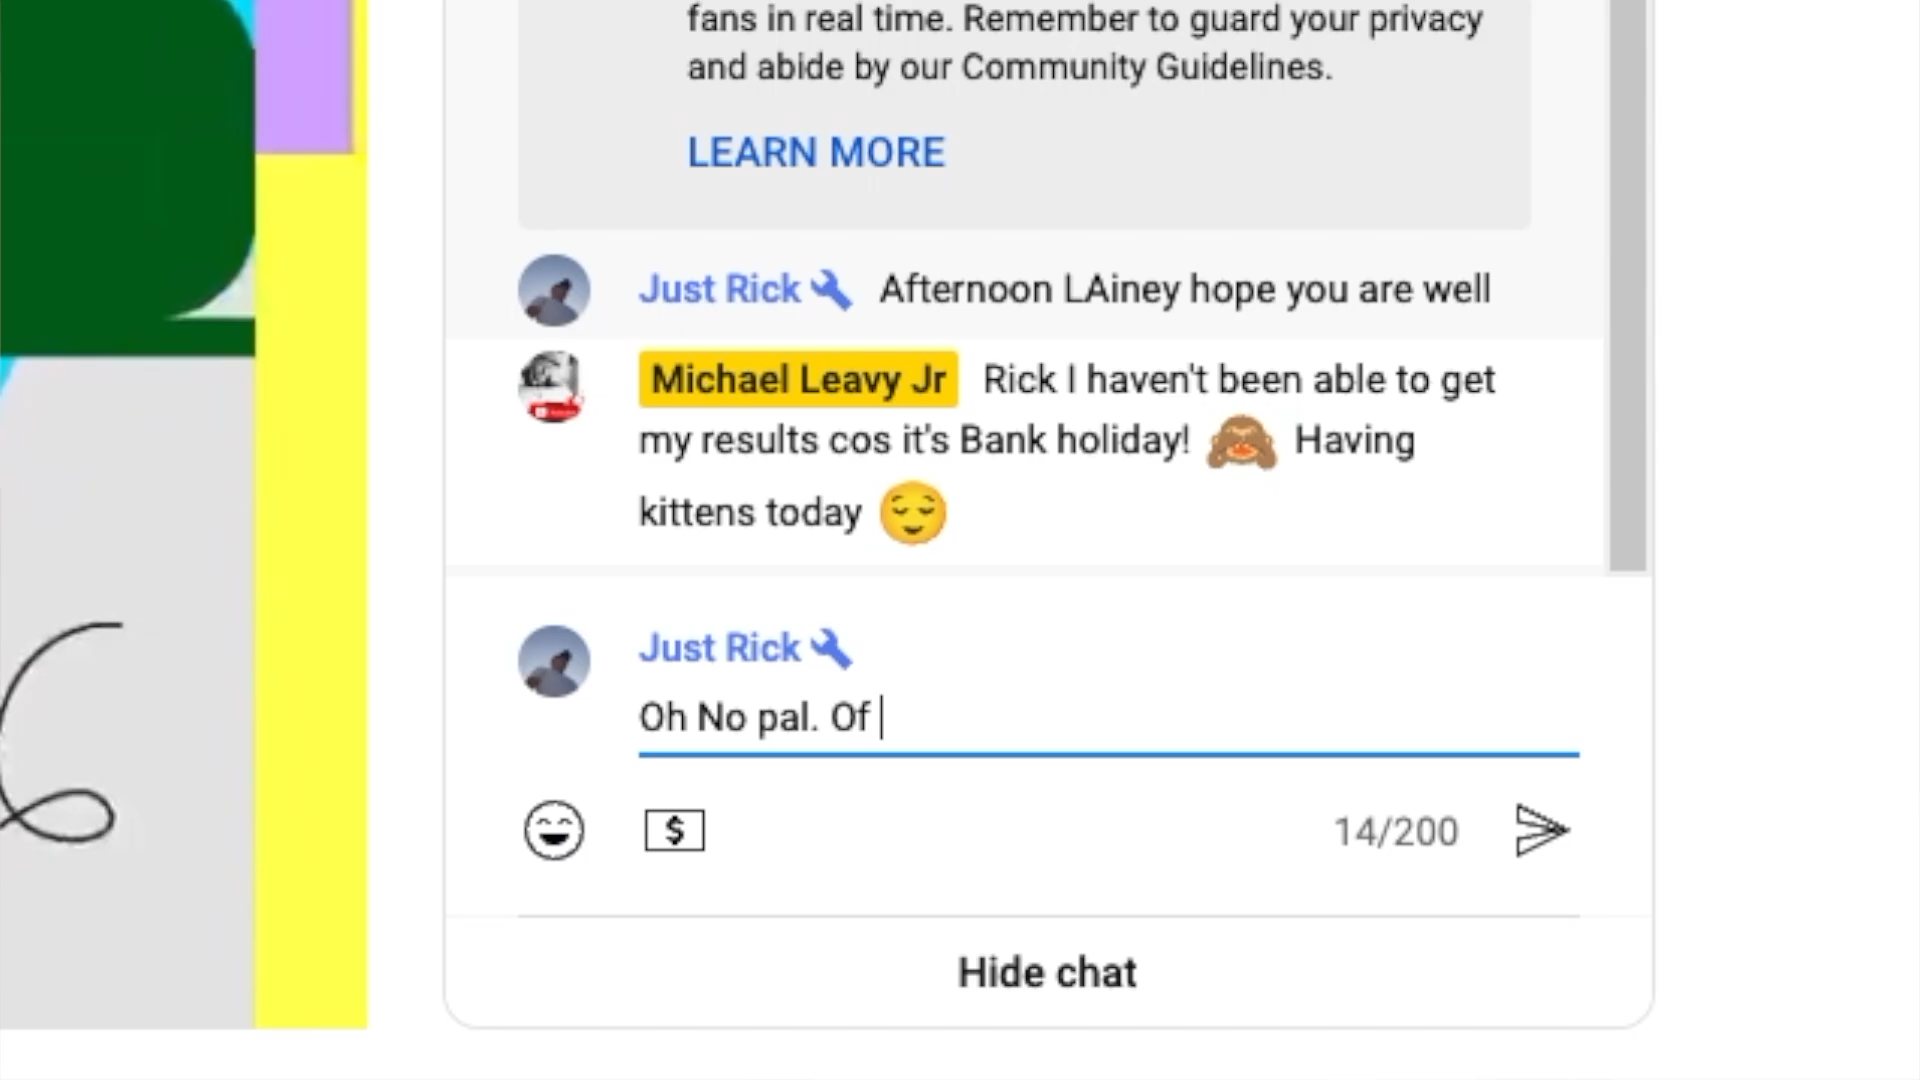 fans in real time. Remember to guard your privacy
and abide by our Community Guidelines.
LEARN MORE
Just Rick Afternoon LAiney hope you are well
Michael Leavy Jr Rick I haven't been able to get
my results cos it's Bank holiday! 🙈 Having
kittens today 😌
Just Rick
Oh No pal. Of
$
14/200
Hide chat